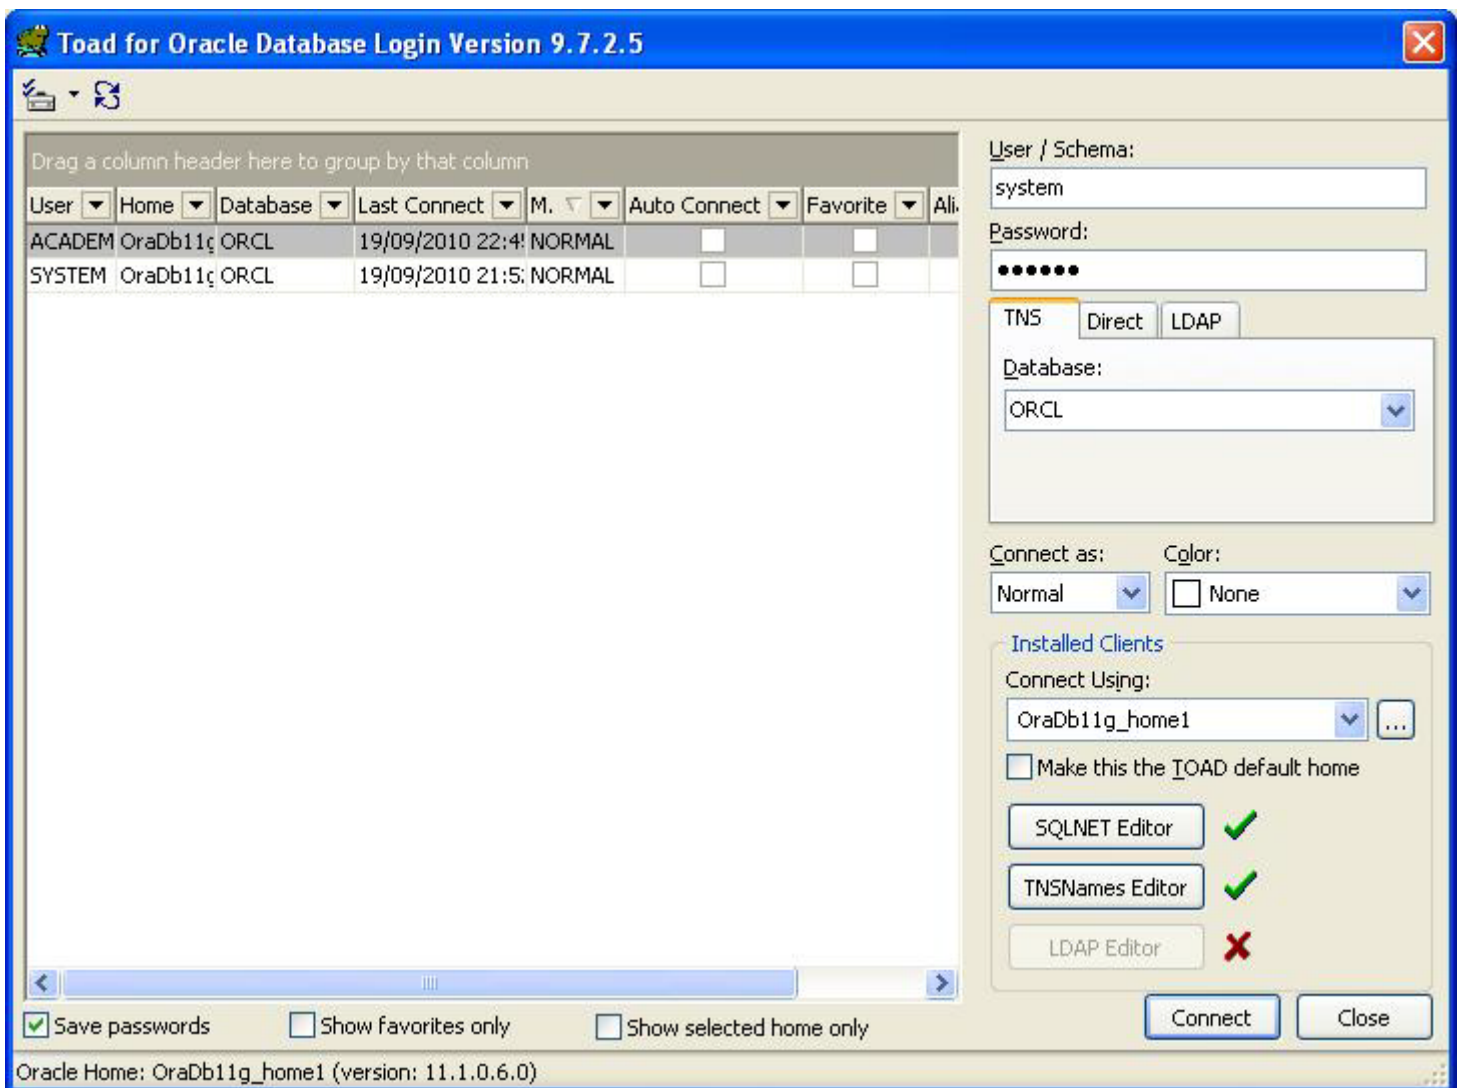 Toad for Oracle Database Login Version 9.7.2.5
Drag a column header here to group by that column
User Home Database Last Connect M. Auto Connect Favorite Ali
ACADEM OraDb11g ORCL 19/09/2010 22:4 NORMAL
SYSTEM OraDb11g ORCL 19/09/2010 21:5 NORMAL
User / Schema:
system
Password:
••••••
TNS Direct LDAP
Database:
ORCL
Connect as: Color:
Normal None
Installed Clients
Connect Using:
OraDb11g_home1 ...
Make this the TOAD default home
SQLNET Editor
TNSNames Editor
LDAP Editor
Save passwords Show favorites only Show selected home only
Connect Close
Oracle Home: OraDb11g_home1 (version: 11.1.0.6.0)